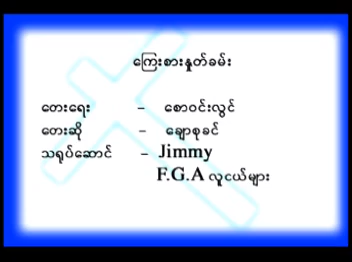 ကြေးစားနှုတ်ခမ်း
တေးရေး – စောဝင်းလွင်
တေးဆို – ချောစုခင်
သရုပ်ဆောင် – Jimmy
F.G.A လူငယ်များ